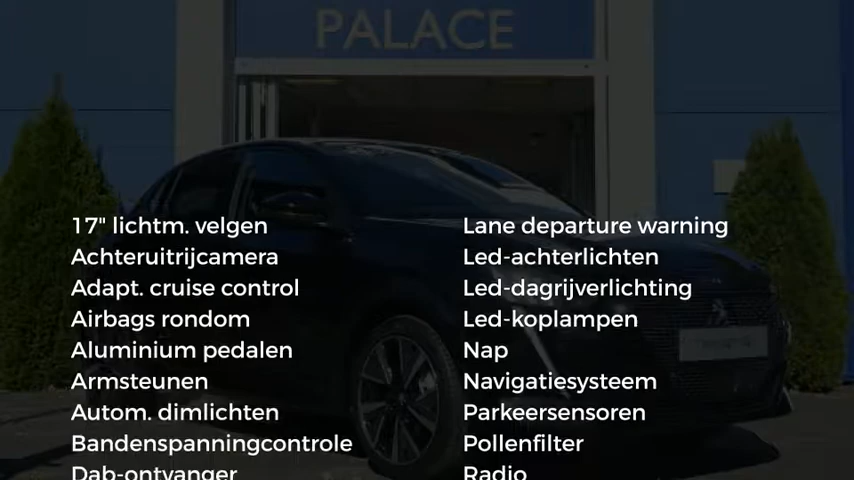 PALACE
17" lichtm. velgen
Achteruitrijcamera
Adapt. cruise control
Airbags rondom
Aluminium pedalen
Armsteunen
Autom. dimlichten
Bandenspanningcontrole
Dab-ontvanger
Lane departure warning
Led-achterlichten
Led-dagrijverlichting
Led-koplampen
Nap
Navigatiesysteem
Parkeersensoren
Pollenfilter
Radio